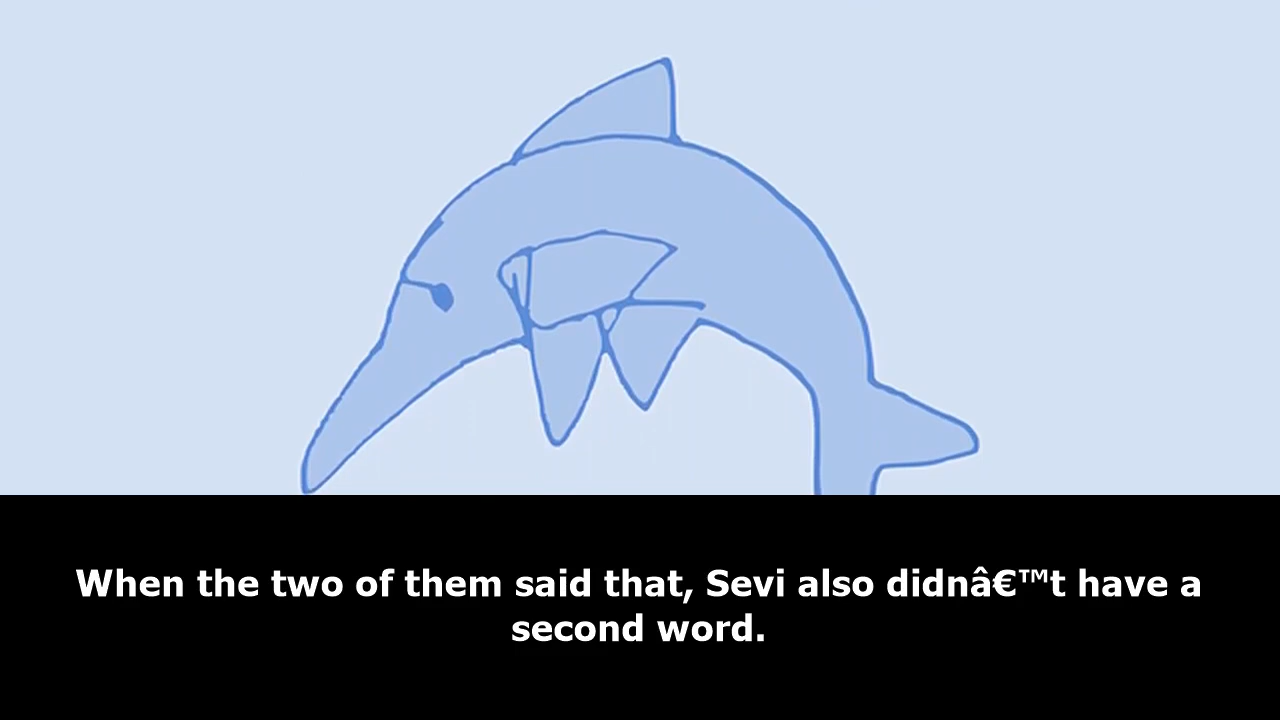 When the two of them said that, Sevi also didnâ€™t have a
second word.